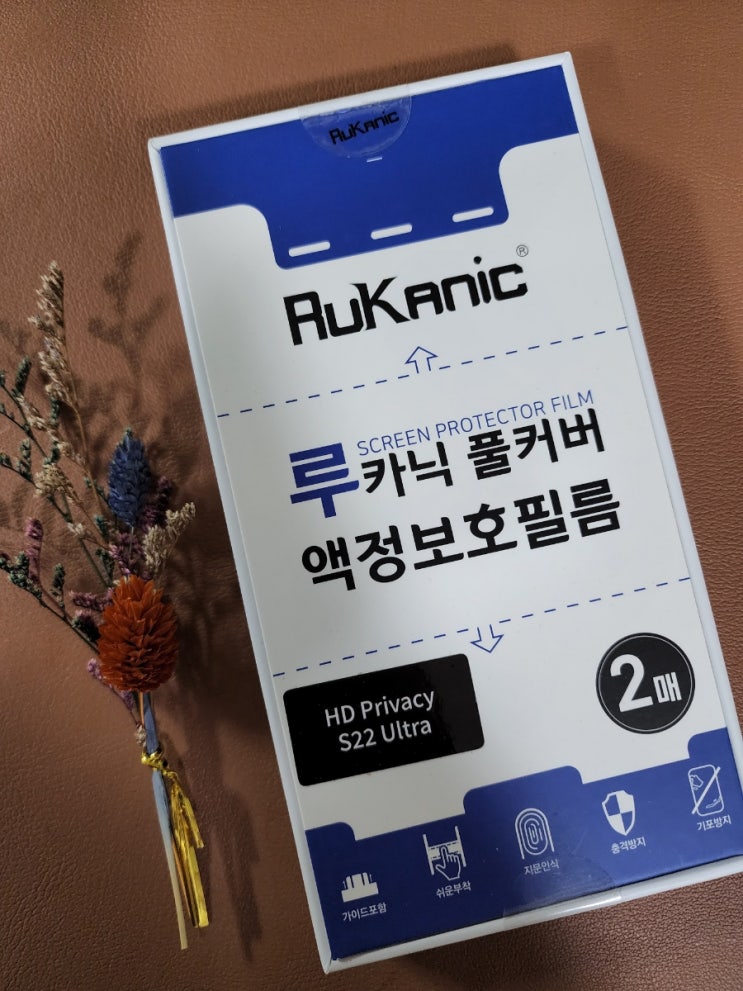 RuKanic
RuKanic®
SCREEN PROTECTOR FILM
루카닉 풀커버
액정보호필름
HD Privacy
S22 Ultra
2매
가이드포함
쉬운부착
지문인식
충격방지
기포방지